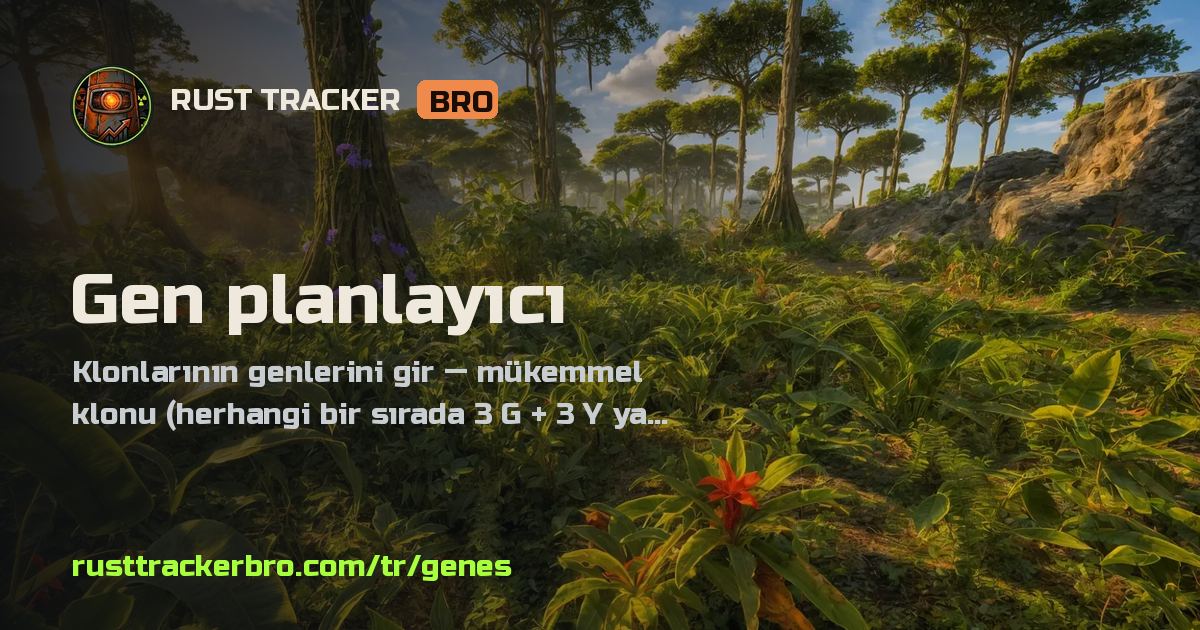 RUST TRACKER BRO
Gen planlayıcı
Klonlarının genlerini gir — mükemmel
klonu (herhangi bir sırada 3 G + 3 Y ya...
rusttrackerbro.com/tr/genes